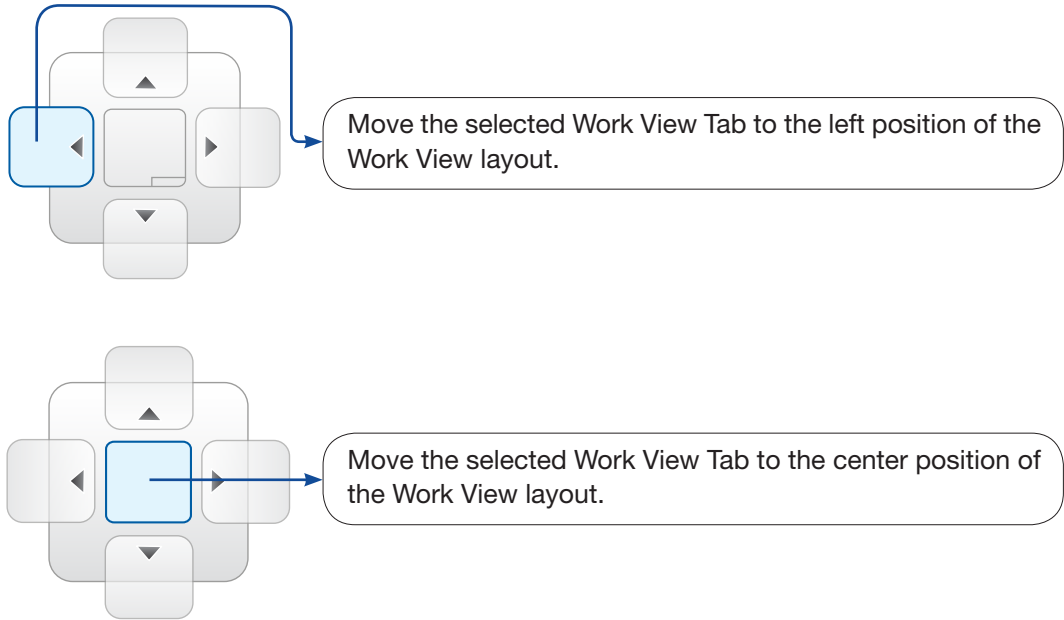 Move the selected Work View Tab to the left position of the
Work View layout.
Move the selected Work View Tab to the center position of
the Work View layout.